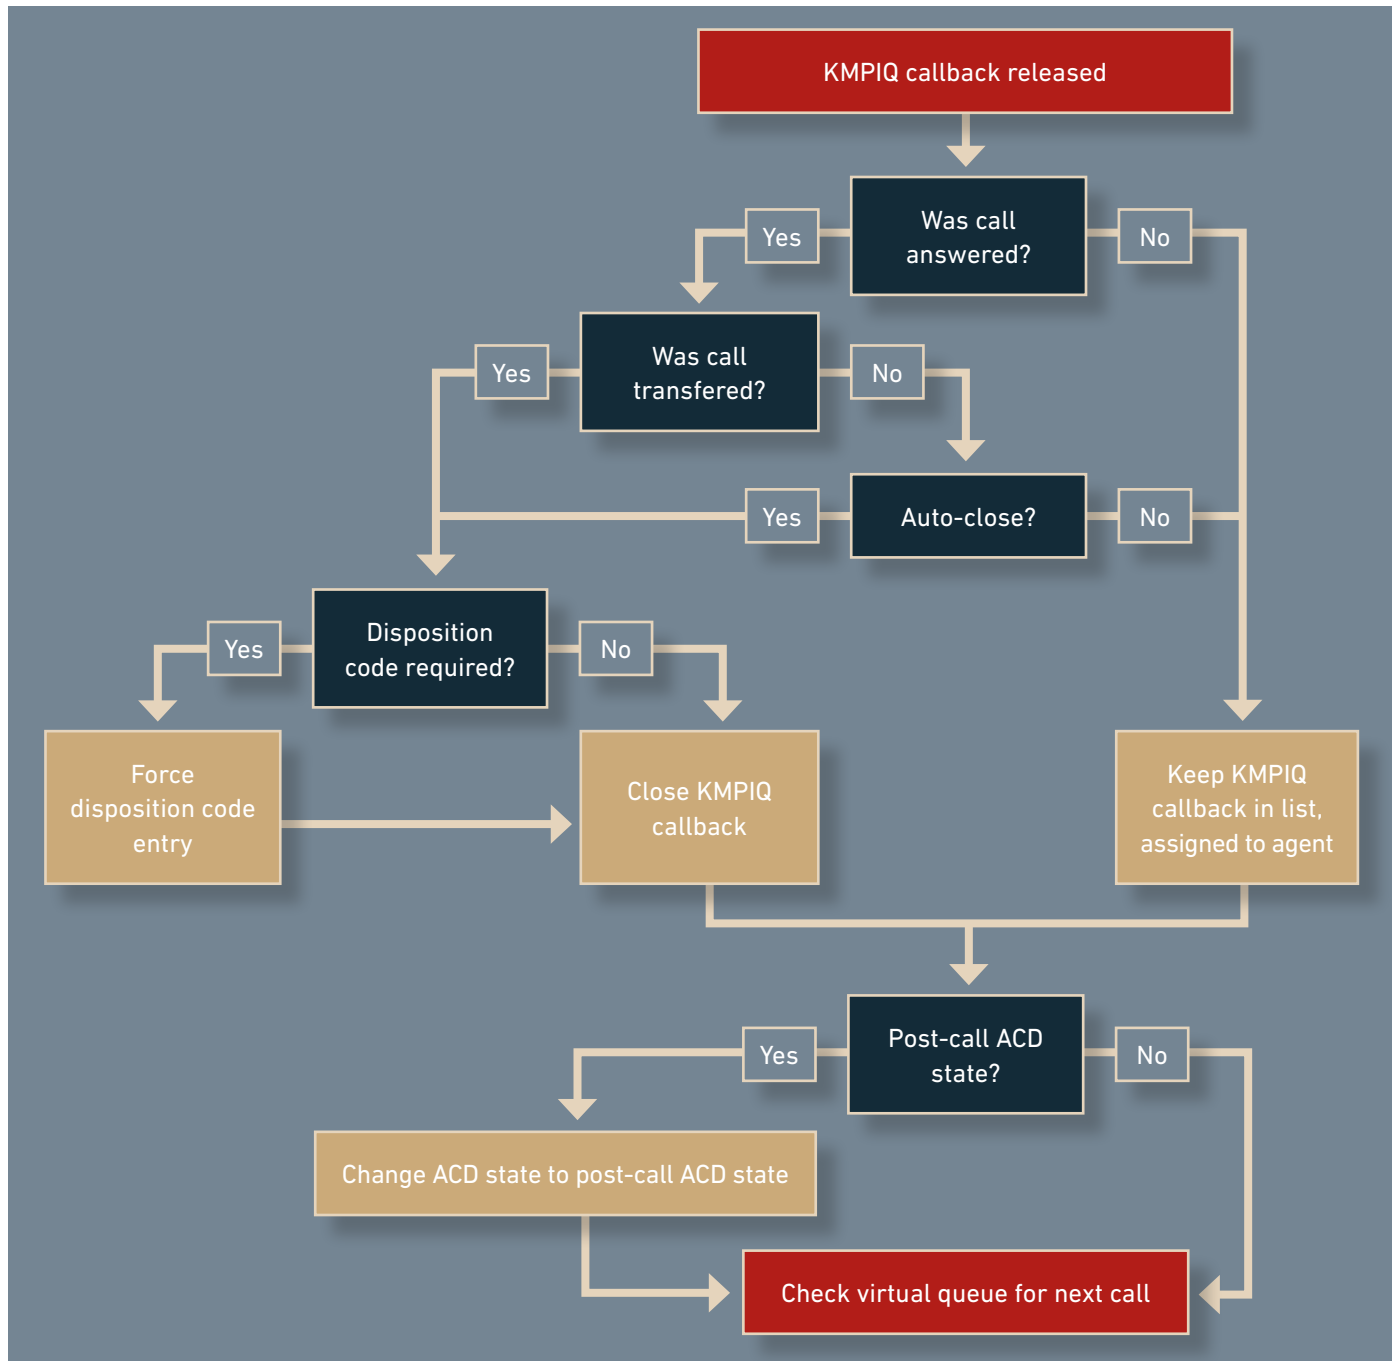 KMPIQ callback released
Was call
answered?
Yes
No
Was call
transfered?
Yes
No
Auto-close?
Yes
No
Disposition
code required?
Yes
No
Force
disposition code
entry
Close KMPIQ
callback
Keep KMPIQ
callback in list,
assigned to agent
Post-call ACD
state?
Yes
No
Change ACD state to post-call ACD state
Check virtual queue for next call